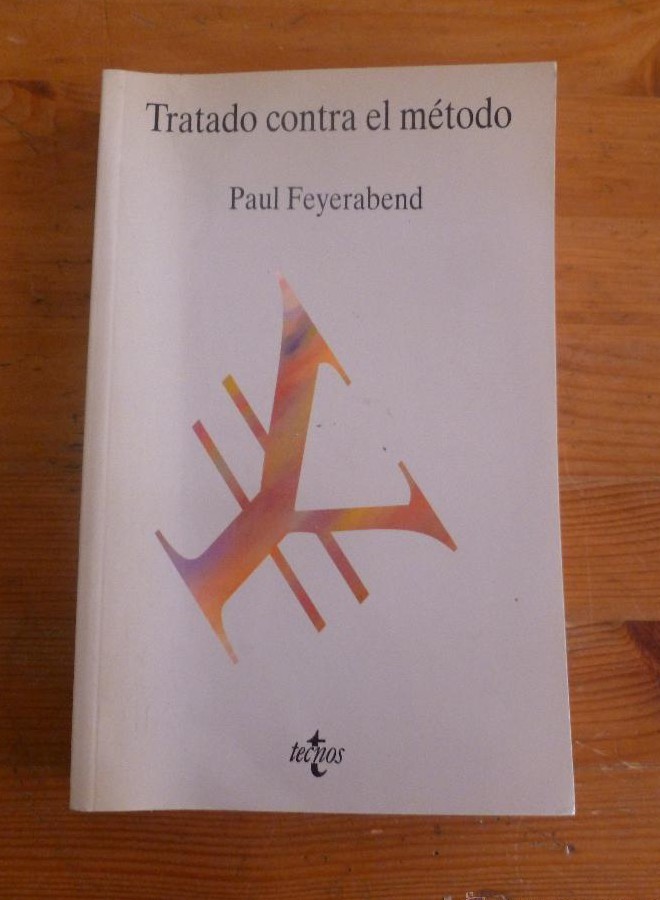 Tratado contra el método
Paul Feyerabend
tecnos